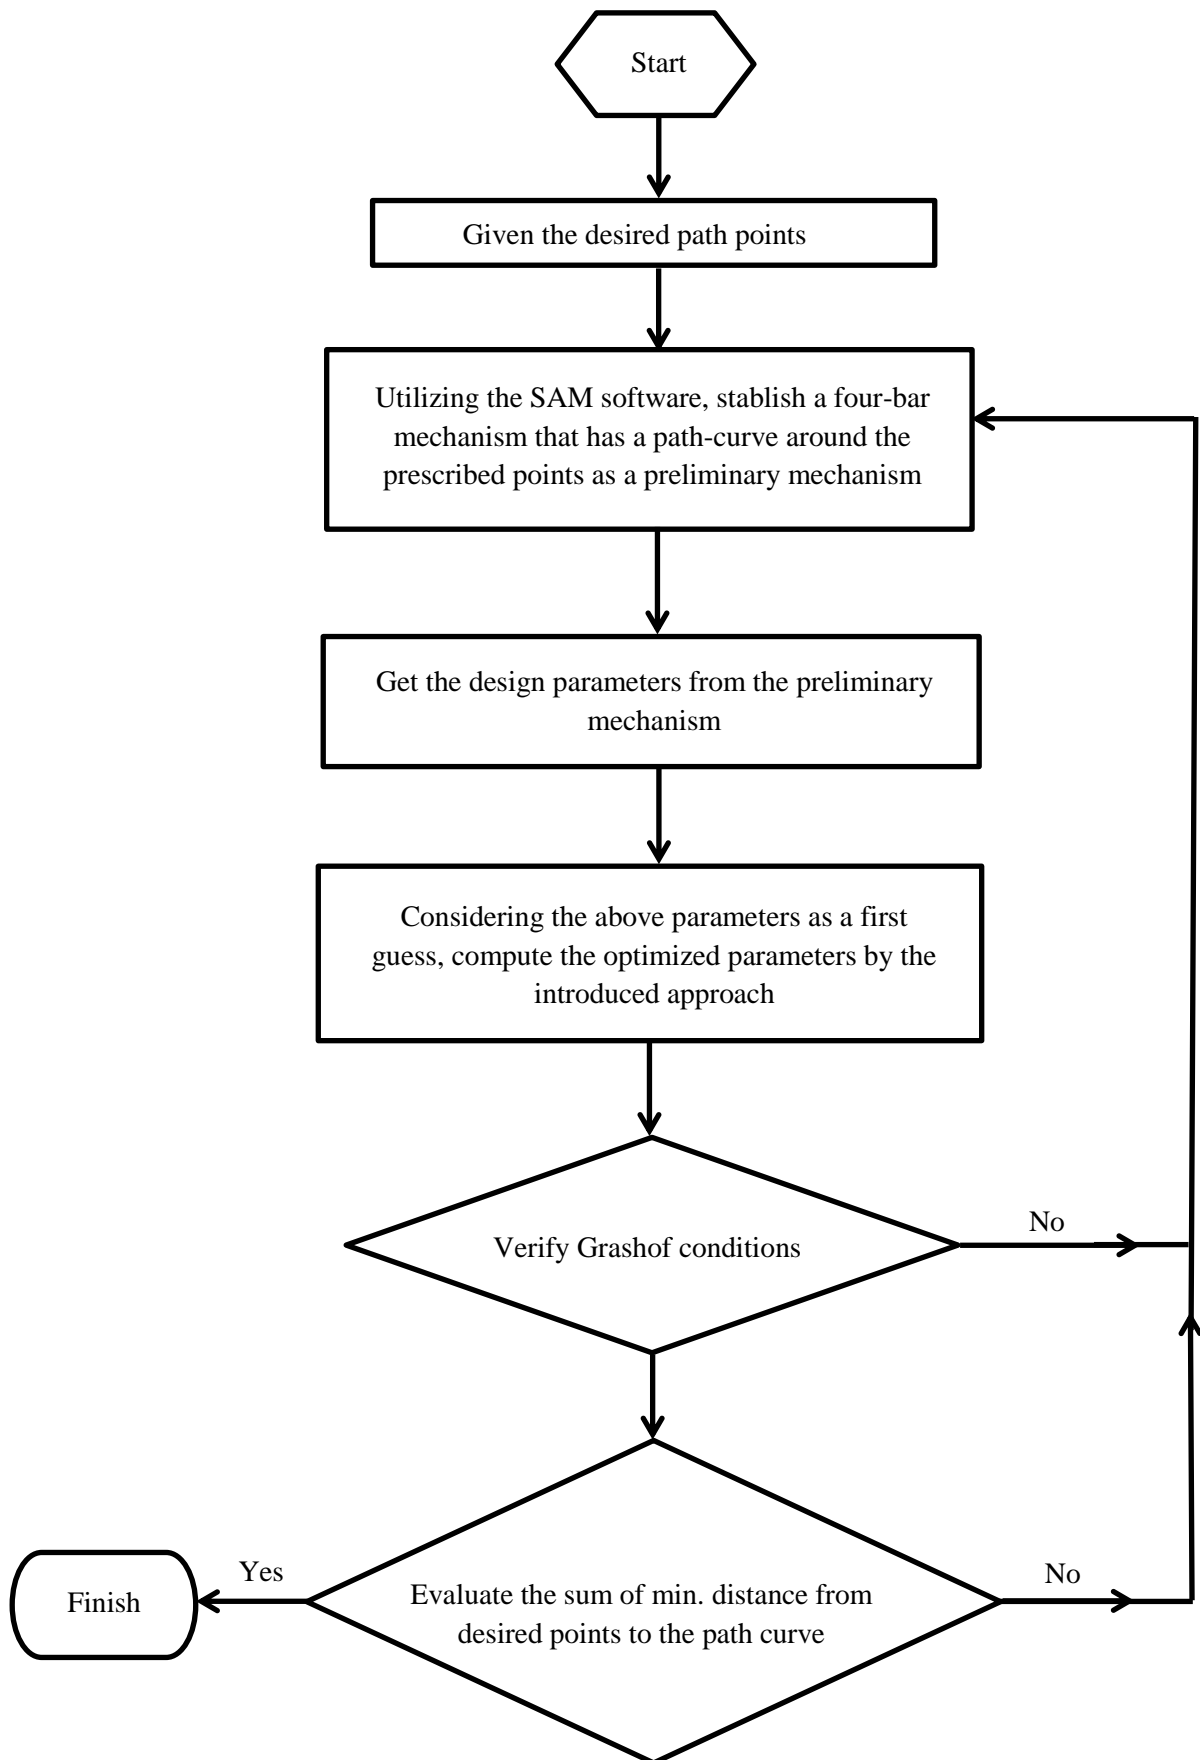 Start
Given the desired path points
Utilizing the SAM software, stablish a four-bar
mechanism that has a path-curve around the
prescribed points as a preliminary mechanism
Get the design parameters from the preliminary
mechanism
Considering the above parameters as a first
guess, compute the optimized parameters by the
introduced approach
No
Verify Grashof conditions
Yes
No
Finish
Evaluate the sum of min. distance from
desired points to the path curve